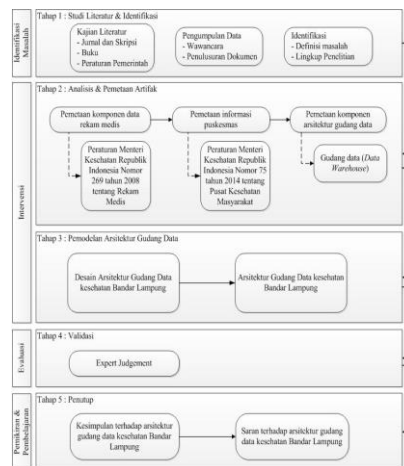 Tahap 1 : Studi Literatur & Identifikasi
Identifikasi
Masalah
Kajian Literatur
- Jurnal dan Skripsi
- Buku
- Peraturan Pemerintah
Pengumpulan Data
- Wawancara
- Penulusuran Dokumen
Identifikasi
- Definisi masalah
- Lingkup Penelitian
Tahap 2 : Analisis & Pemetaan Artifak
Intervensi
Pemetaan komponen data
rekam medis
Pemetaan informasi
puskesmas
Pemetaan komponen
arsitektur gudang data
Peraturan Menteri
Kesehatan Republik
Indonesia Nomor
269 tahun 2008
tentang Rekam
Medis
Peraturan Menteri
Kesehatan Republik
Indonesia Nomor 75
tahun 2014 tentang
Pusat Kesehatan
Masyarakat
Gudang data (Data
Warehouse)
Tahap 3 : Pemodelan Arsitektur Gudang Data
Desain Arsitektur Gudang Data
kesehatan Bandar Lampung
Arsitektur Gudang Data kesehatan
Bandar Lampung
Tahap 4 : Validasi
Evaluasi
Expert Judgement
Tahap 5 : Penutup
Pemikiran &
Pembelajaran
Kesimpulan terhadap arsitektur
gudang data kesehatan Bandar
Lampung
Saran terhadap arsitektur gudang
data kesehatan Bandar Lampung